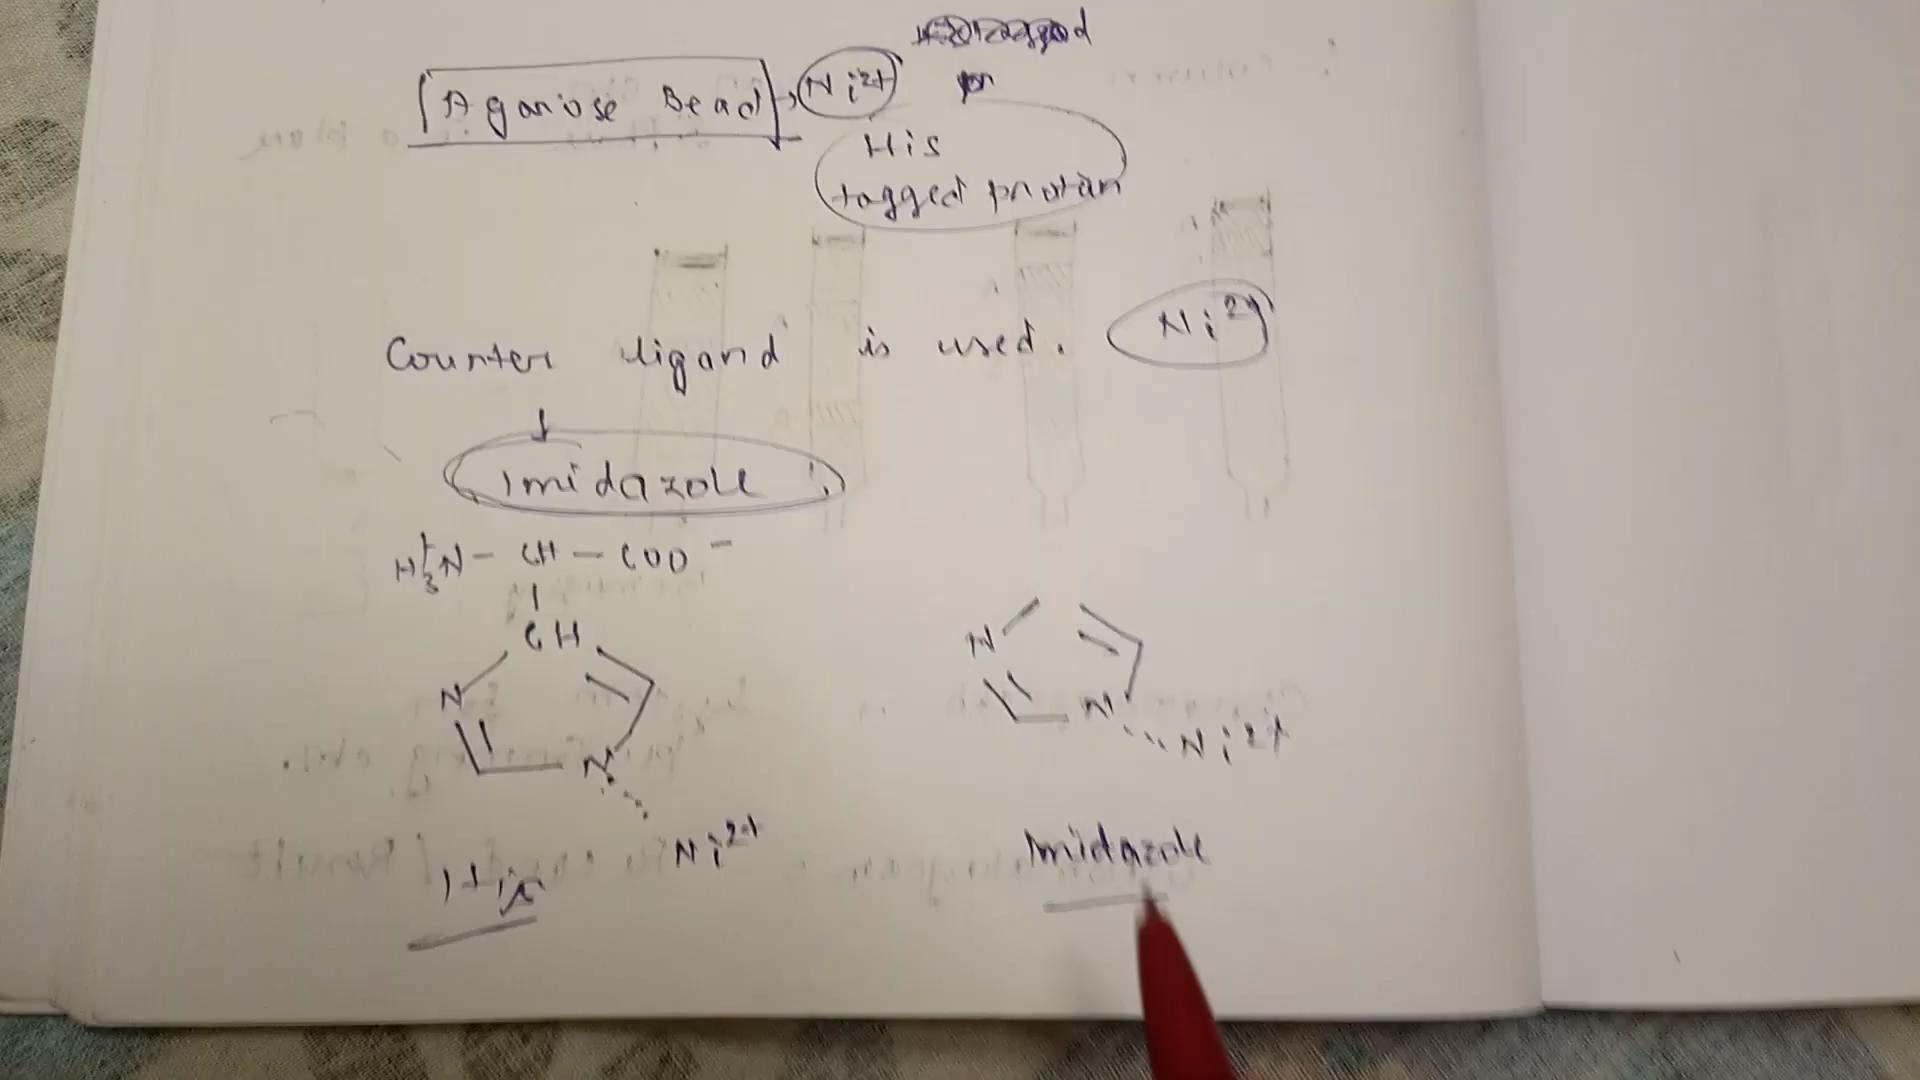 Agarose Bead → Ni2+
His
tagged protein
Counter ligand is used. Ni2+
↓
Imidazole
H3+N - CH - COO-
CH
N
N
Ni2+
His
N
N
Ni2+
Imidazole